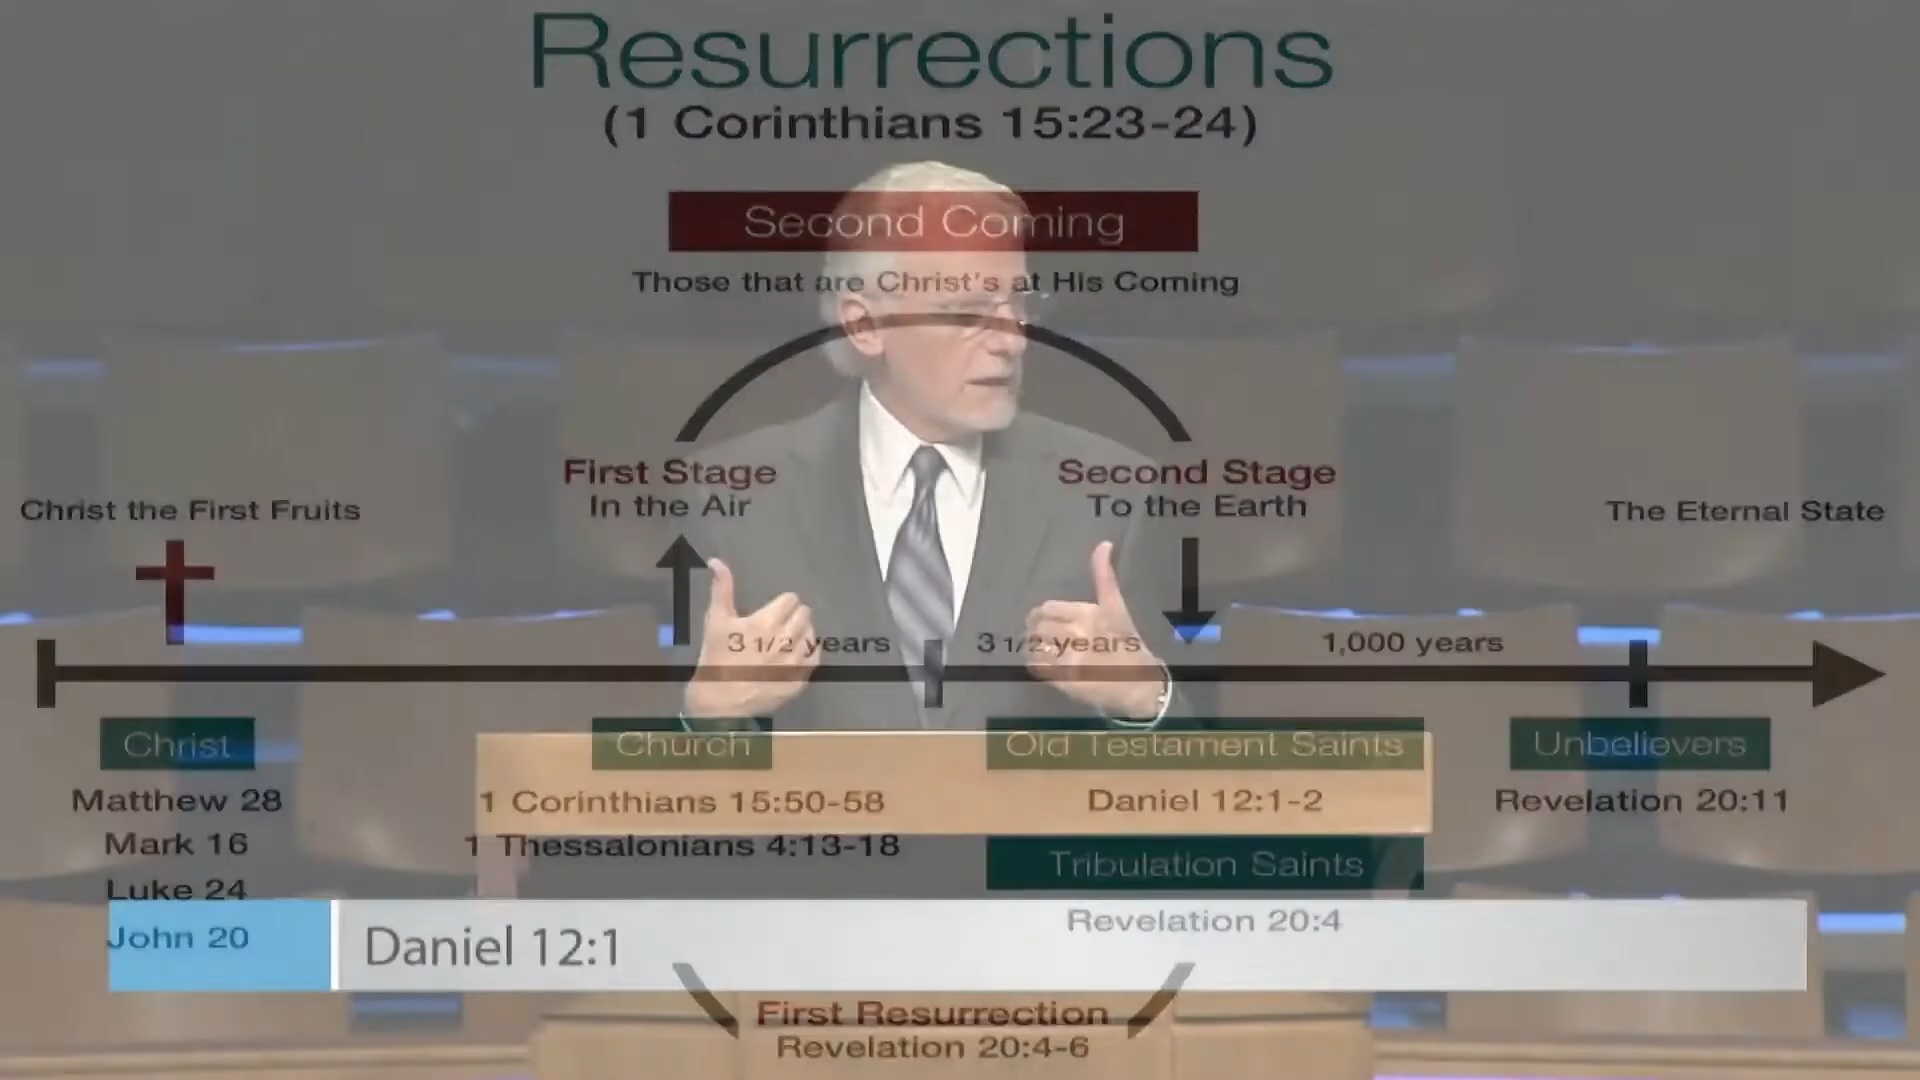 Resurrections
(1 Corinthians 15:23-24)
Second Coming
Those that are Christ's at His Coming
First Stage
In the Air
Second Stage
To the Earth
Christ the First Fruits
The Eternal State
3 1/2 years
3 1/2 years
1,000 years
Christ
Matthew 28
Mark 16
Luke 24
John 20
Church
1 Corinthians 15:50-58
1 Thessalonians 4:13-18
Old Testament Saints
Daniel 12:1-2
Tribulation Saints
Revelation 20:4
Unbelievers
Revelation 20:11
Daniel 12:1
First Resurrection
Revelation 20:4-6